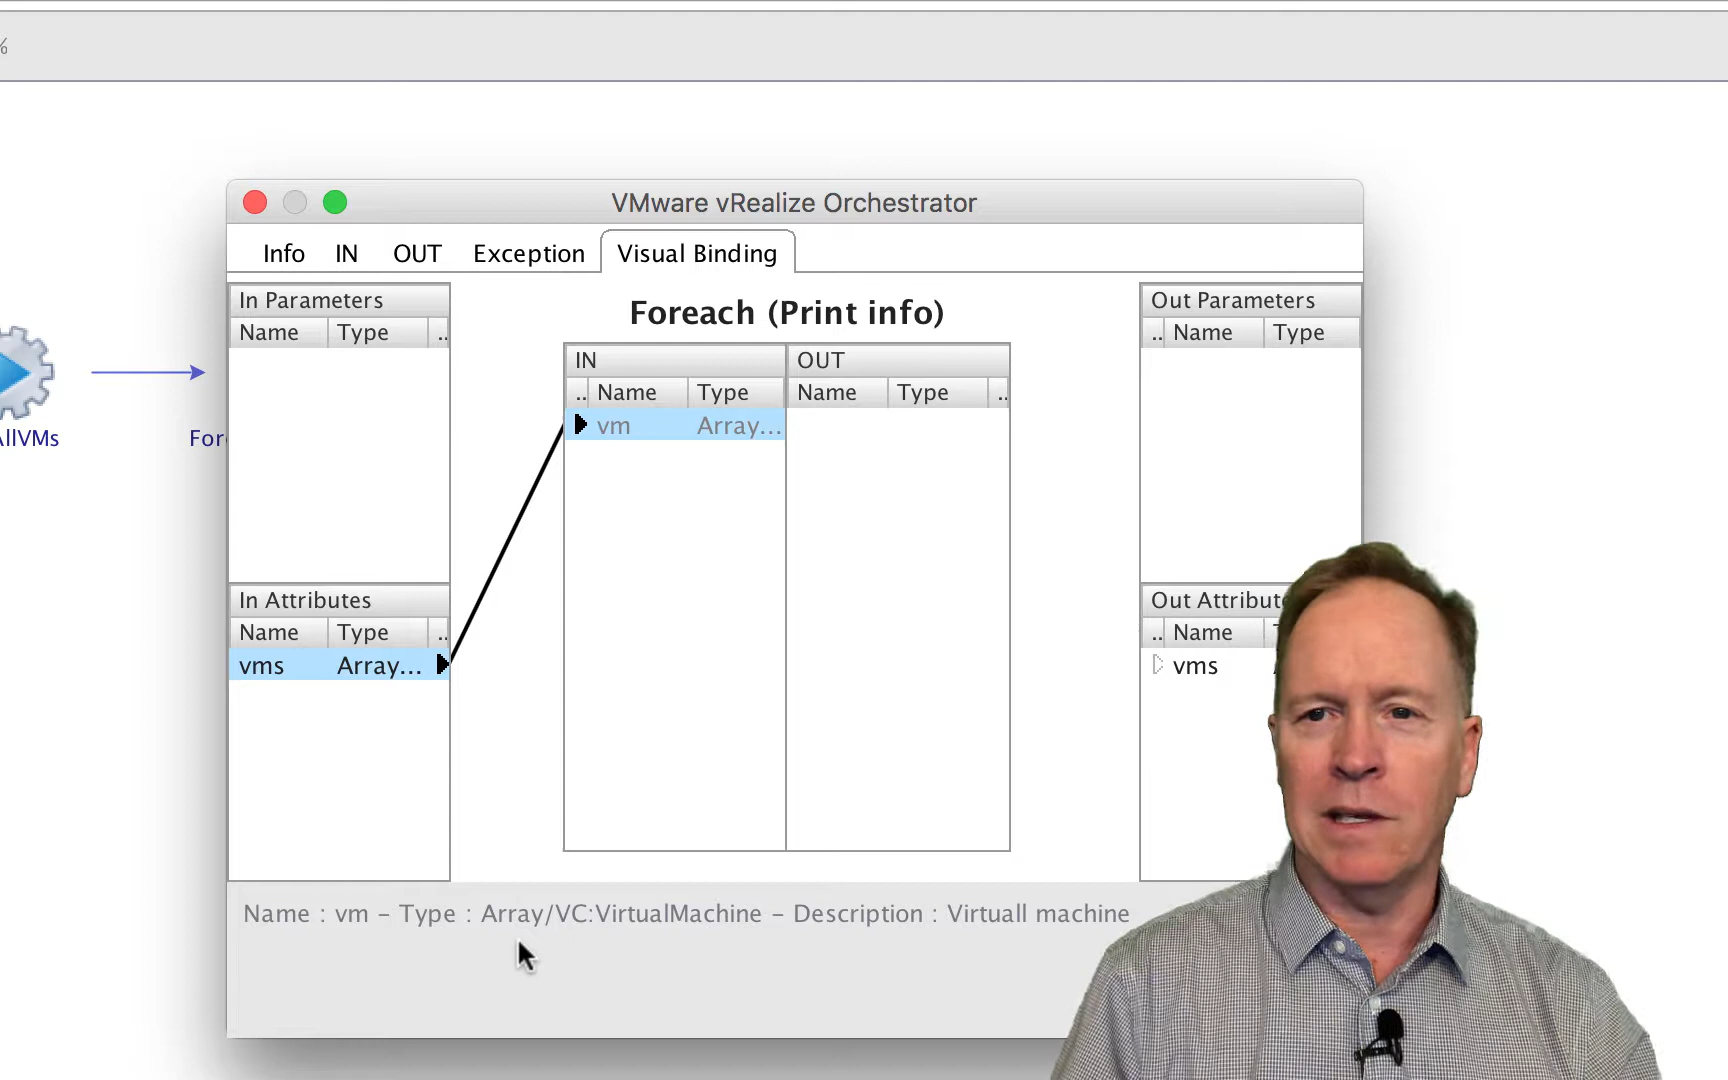 %
VMware vRealize Orchestrator
Info IN OUT Exception Visual Binding
In Parameters
Name Type ..
Foreach (Print info)
IN OUT
.. Name Type Name Type ..
vm Array...
Out Parameters
.. Name Type
AllVMs
For
In Attributes
Name Type ..
vms Array... 
Out Attribut
.. Name
vms
Name : vm – Type : Array/VC:VirtualMachine – Description : Virtuall machine